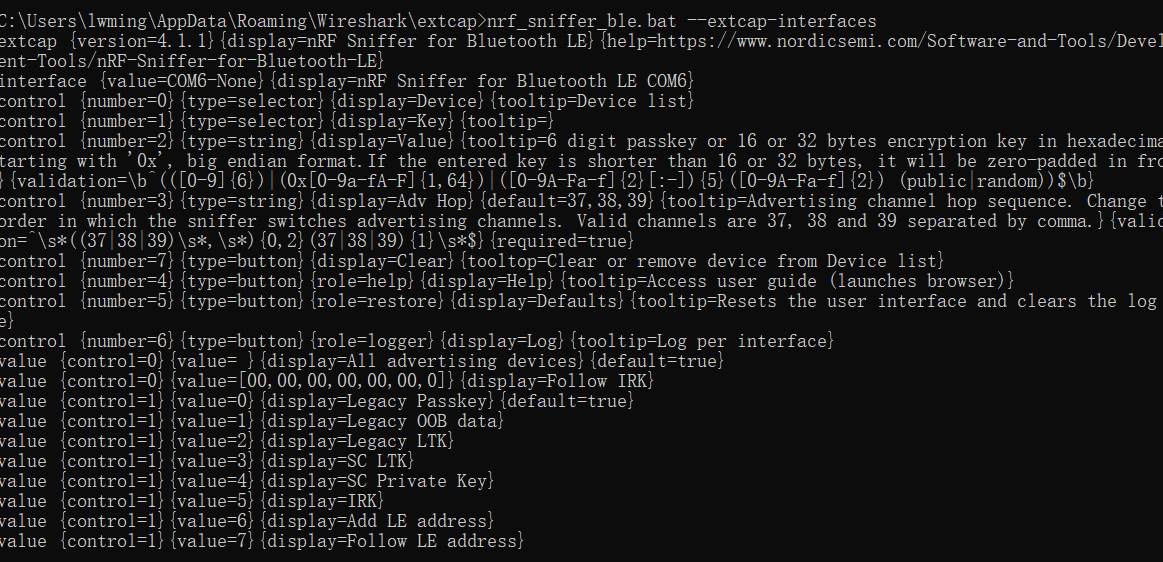 C:\Users\lwming\AppData\Roaming\Wireshark\extcap>nrf_sniffer_ble.bat --extcap-interfaces
extcap {version=4.1.1}{display=nRF Sniffer for Bluetooth LE}{help=https://www.nordicsemi.com/Software-and-Tools/Devel
ent-Tools/nRF-Sniffer-for-Bluetooth-LE}
interface {value=COM6-None}{display=nRF Sniffer for Bluetooth LE COM6}
control {number=0}{type=selector}{display=Device}{tooltip=Device list}
control {number=1}{type=selector}{display=Key}{tooltip=}
control {number=2}{type=string}{display=Value}{tooltip=6 digit passkey or 16 or 32 bytes encryption key in hexadecima
tarting with '0x', big endian format.If the entered key is shorter than 16 or 32 bytes, it will be zero-padded in fro
}{validation=\b^(([0-9]{6})|(0x[0-9a-fA-F]{1,64})|([0-9A-Fa-f]{2}[:-]){5}([0-9A-Fa-f]{2}) (public|random))$\b}
control {number=3}{type=string}{display=Adv Hop}{default=37,38,39}{tooltip=Advertising channel hop sequence. Change t
order in which the sniffer switches advertising channels. Valid channels are 37, 38 and 39 separated by comma.}{valid
on=^\s*((37|38|39)\s*,\s*){0,2}(37|38|39){1}\s*$}{required=true}
control {number=7}{type=button}{display=Clear}{tooltop=Clear or remove device from Device list}
control {number=4}{type=button}{role=help}{display=Help}{tooltip=Access user guide (launches browser)}
control {number=5}{type=button}{role=restore}{display=Defaults}{tooltip=Resets the user interface and clears the log
e}
control {number=6}{type=button}{role=logger}{display=Log}{tooltip=Log per interface}
value {control=0}{value= }{display=All advertising devices}{default=true}
value {control=0}{value=[00,00,00,00,00,00,0]}{display=Follow IRK}
value {control=1}{value=0}{display=Legacy Passkey}{default=true}
value {control=1}{value=1}{display=Legacy OOB data}
value {control=1}{value=2}{display=Legacy LTK}
value {control=1}{value=3}{display=SC LTK}
value {control=1}{value=4}{display=SC Private Key}
value {control=1}{value=5}{display=IRK}
value {control=1}{value=6}{display=Add LE address}
value {control=1}{value=7}{display=Follow LE address}